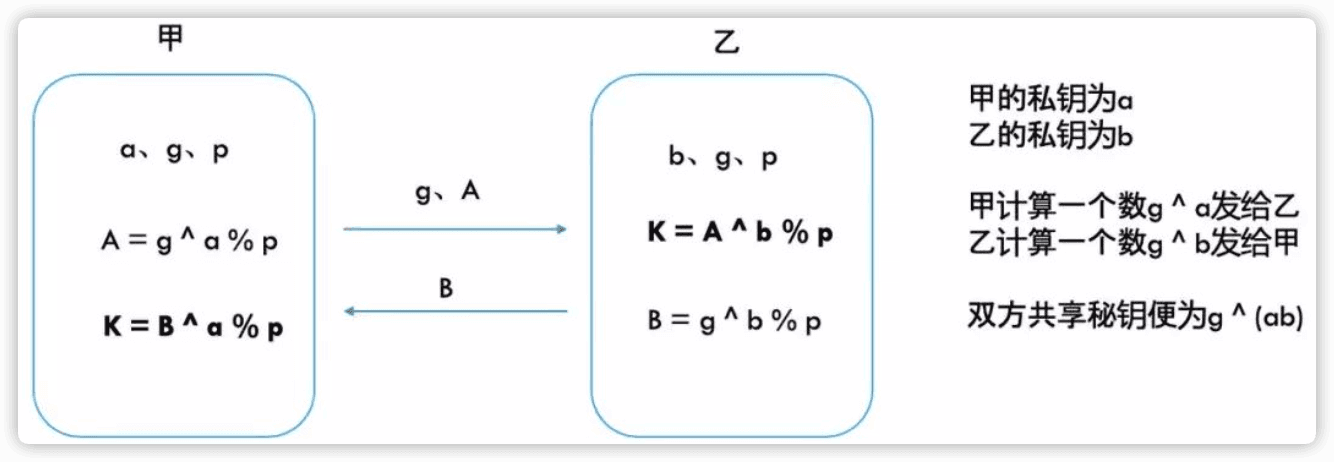 甲
a、g、p
A = g ^ a % p
K = B ^ a % p
g、A
B
乙
b、g、p
K = A ^ b % p
B = g ^ b % p
甲的私钥为a
乙的私钥为b
甲计算一个数g ^ a发给乙
乙计算一个数g ^ b发给甲
双方共享秘钥便为g ^ (ab)